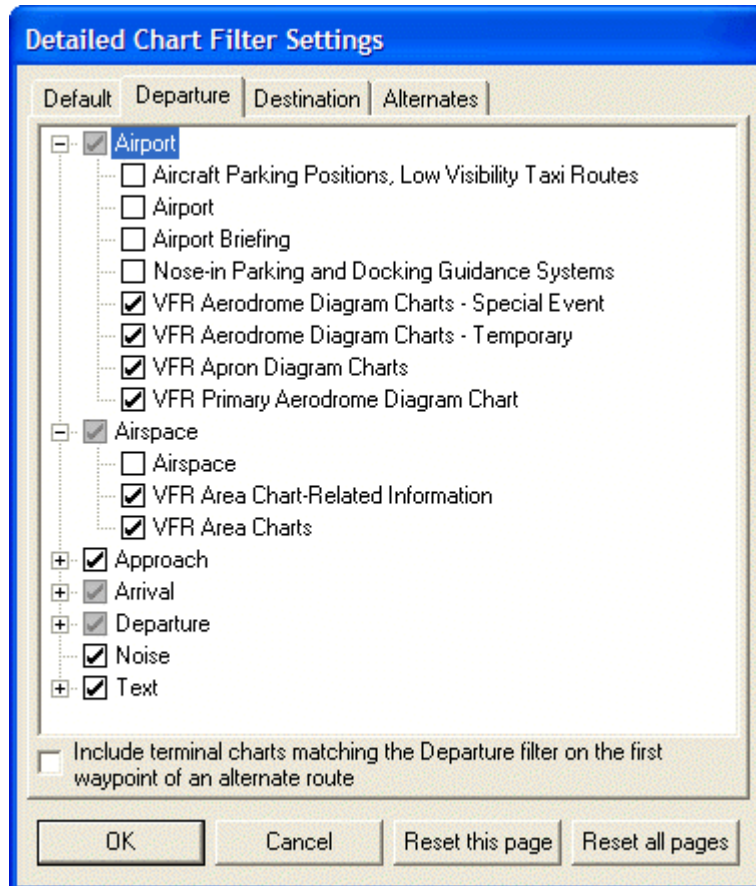 Detailed Chart Filter Settings
Default Departure Destination Alternates
Airport
Aircraft Parking Positions, Low Visibility Taxi Routes
Airport
Airport Briefing
Nose-in Parking and Docking Guidance Systems
VFR Aerodrome Diagram Charts - Special Event
VFR Aerodrome Diagram Charts - Temporary
VFR Apron Diagram Charts
VFR Primary Aerodrome Diagram Chart
Airspace
Airspace
VFR Area Chart-Related Information
VFR Area Charts
Approach
Arrival
Departure
Noise
Text
Include terminal charts matching the Departure filter on the first
waypoint of an alternate route
OK Cancel Reset this page Reset all pages